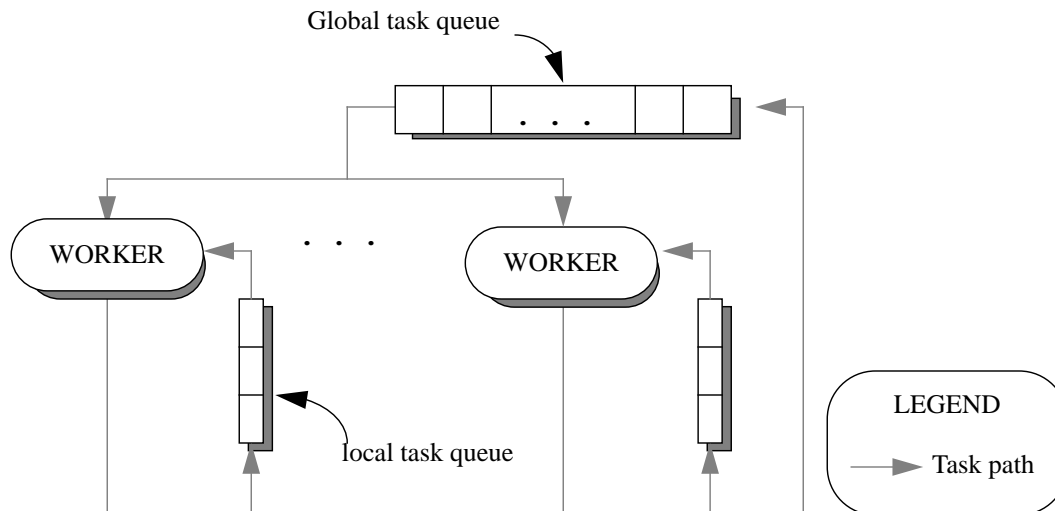 Global task queue
. . .
WORKER
. . .
WORKER
local task queue
LEGEND
Task path